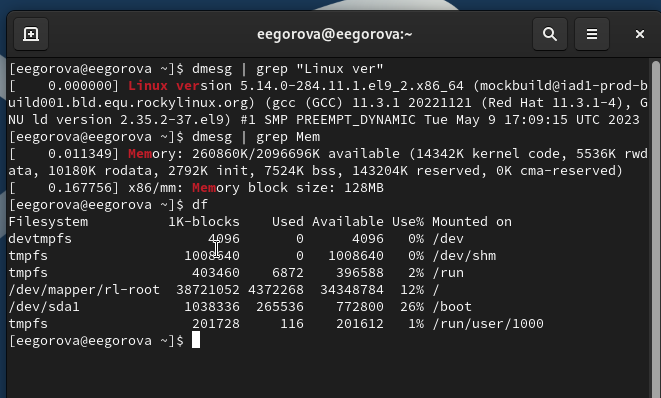 eegorova@eegorova:~
[eegorova@eegorova ~]$ dmesg | grep "Linux ver"
[    0.000000] Linux version 5.14.0-284.11.1.el9_2.x86_64 (mockbuild@iad1-prod-b
uild001.bld.equ.rockylinux.org) (gcc (GCC) 11.3.1 20221121 (Red Hat 11.3.1-4), G
NU ld version 2.35.2-37.el9) #1 SMP PREEMPT_DYNAMIC Tue May 9 17:09:15 UTC 2023
[eegorova@eegorova ~]$ dmesg | grep Mem
[    0.011349] Memory: 260860K/2096696K available (14342K kernel code, 5536K rwd
ata, 10180K rodata, 2792K init, 7524K bss, 143204K reserved, 0K cma-reserved)
[    0.167756] x86/mm: Memory block size: 128MB
[eegorova@eegorova ~]$ df
Filesystem          1K-blocks    Used Available Use% Mounted on
devtmpfs                 4096       0      4096   0% /dev
tmpfs                 1008640       0   1008640   0% /dev/shm
tmpfs                  403460    6872    396588   2% /run
/dev/mapper/rl-root  38721052 4372268  34348784  12% /
/dev/sda1             1038336  265536    772800  26% /boot
tmpfs                  201728     116    201612   1% /run/user/1000
[eegorova@eegorova ~]$